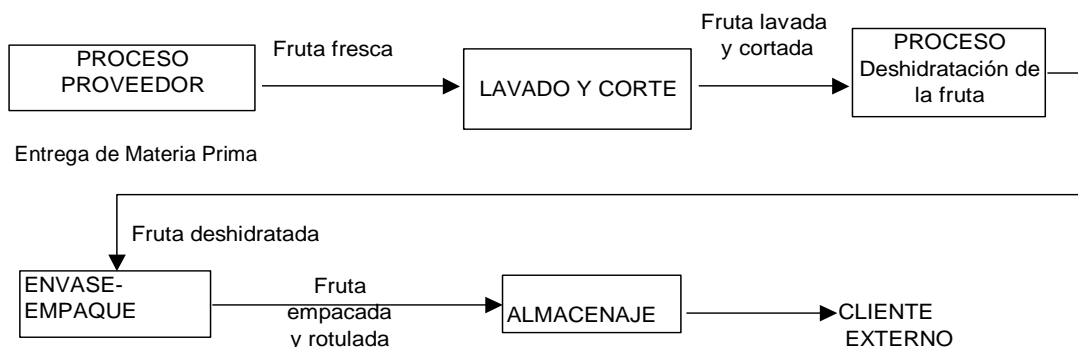 PROCESO
PROVEEDOR
Fruta fresca
LAVADO Y CORTE
Fruta lavada
y cortada
PROCESO
Deshidratación de
la fruta
Entrega de Materia Prima
Fruta deshidratada
ENVASE-
EMPAQUE
Fruta
empacada
y rotulada
ALMACENAJE
CLIENTE
EXTERNO